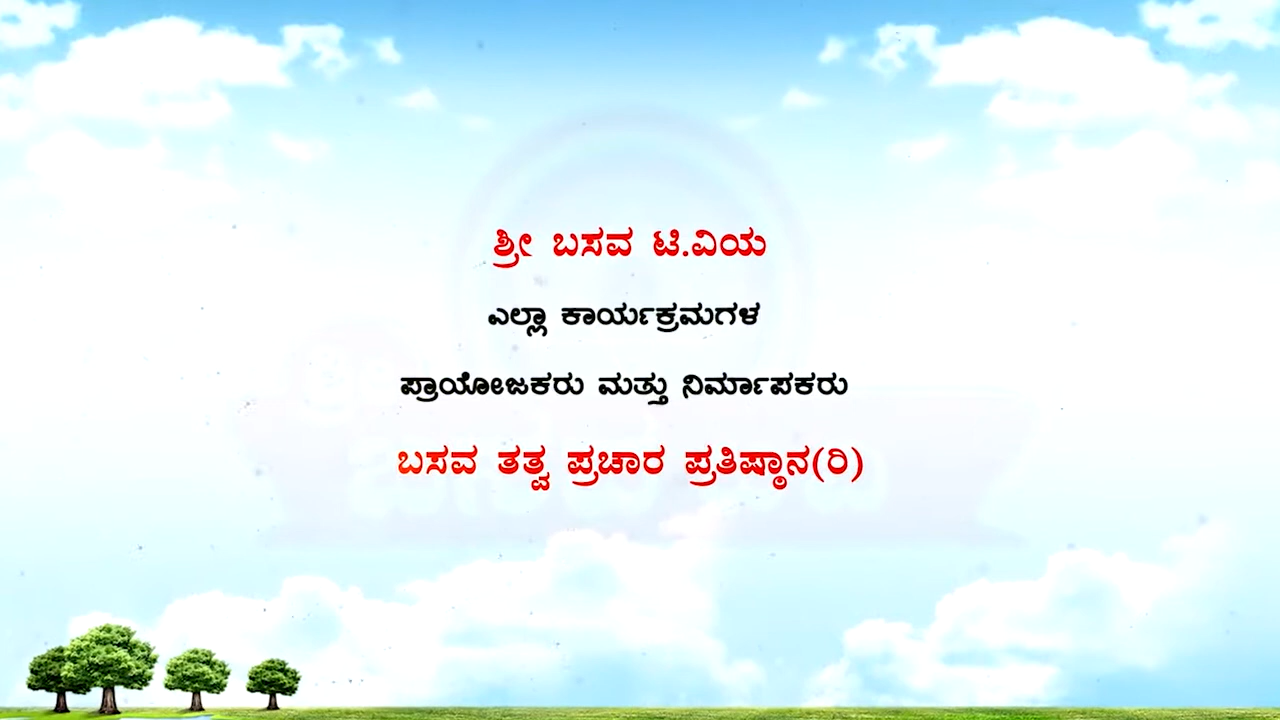 ಶ್ರೀ ಬಸವ ಟಿ.ವಿಯ
ಎಲ್ಲಾ ಕಾರ್ಯಕ್ರಮಗಳ
ಪ್ರಾಯೋಜಕರು ಮತ್ತು ನಿರ್ಮಾಪಕರು
ಬಸವ ತತ್ವ ಪ್ರಚಾರ ಪ್ರತಿಷ್ಠಾನ(ರಿ)